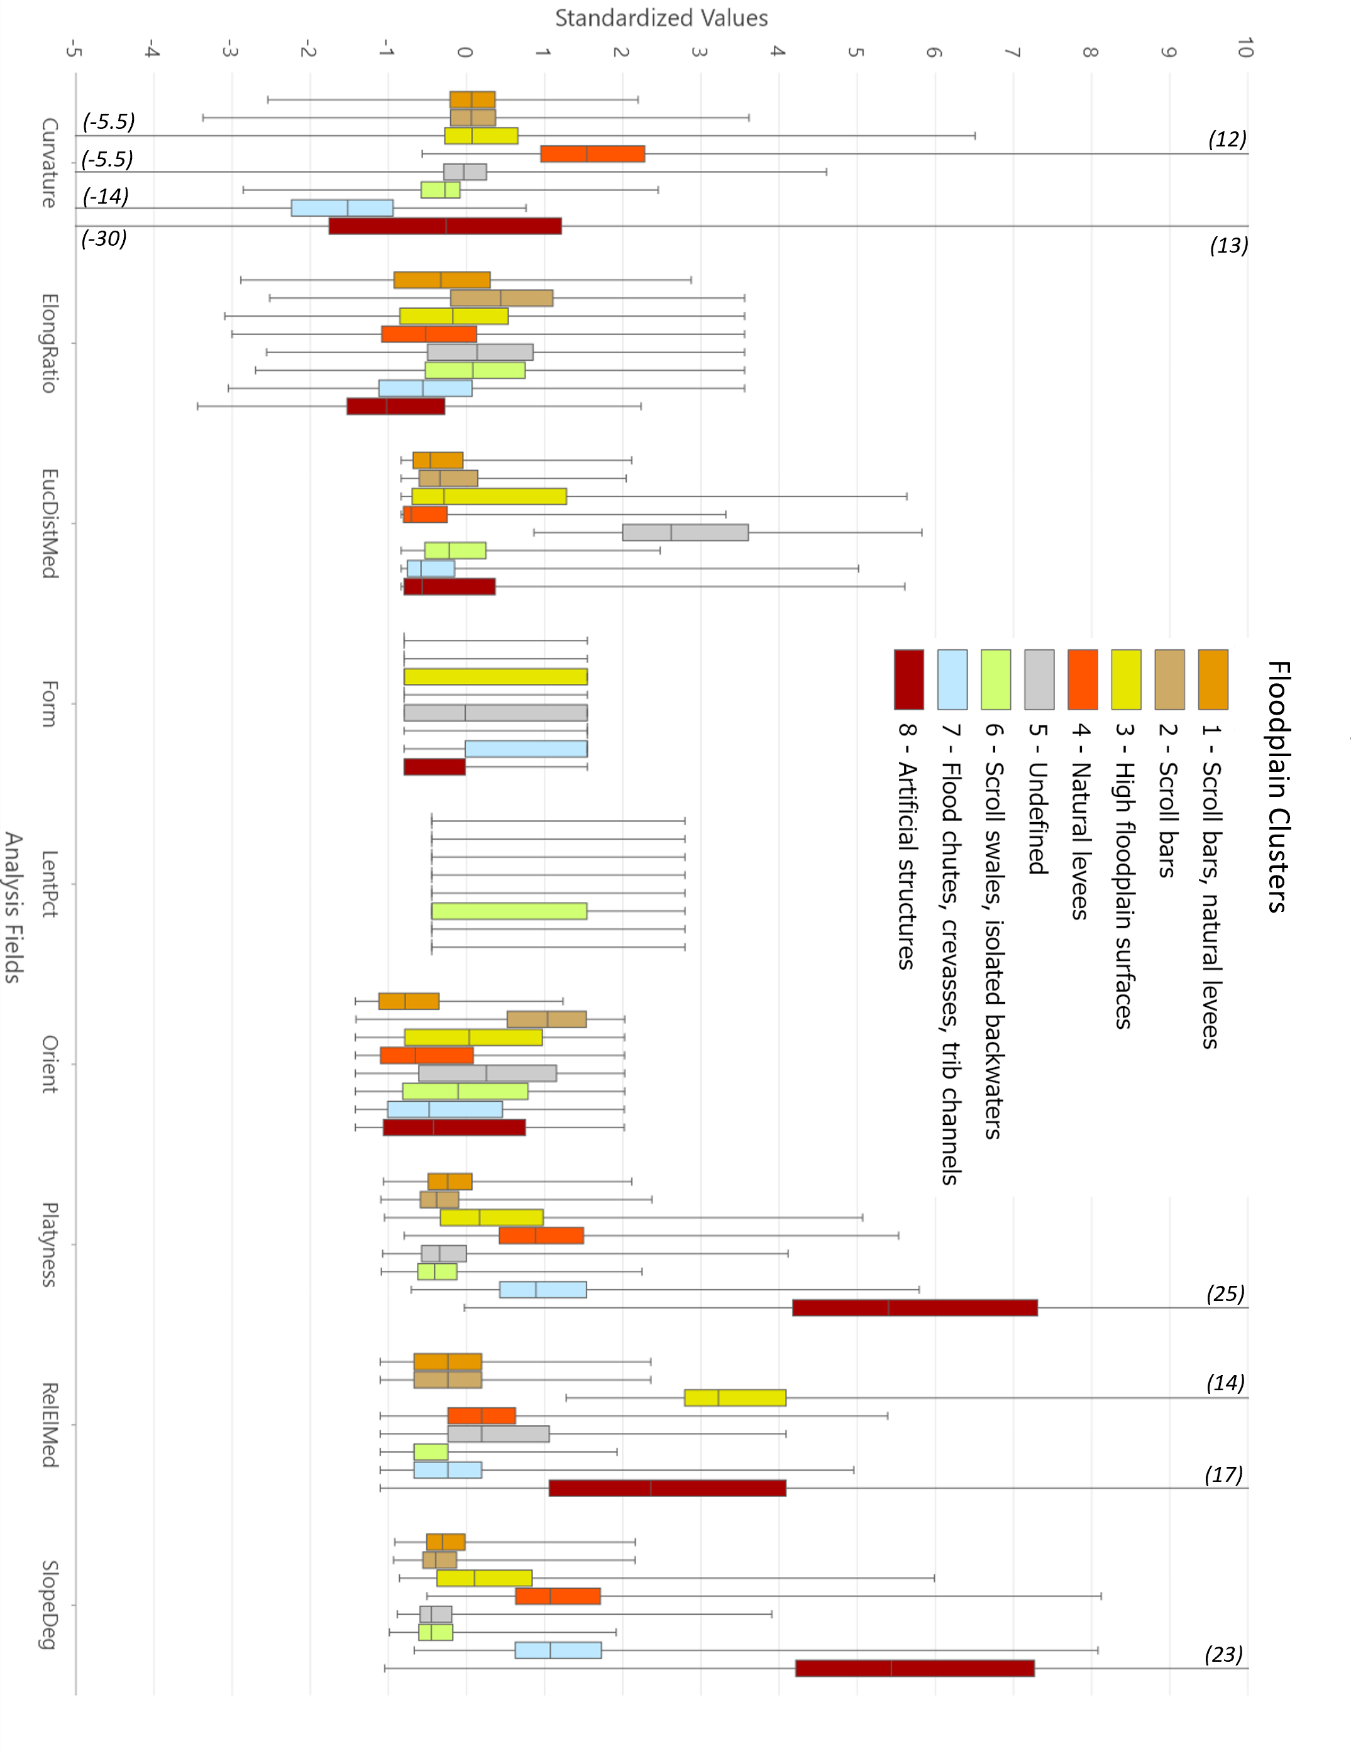 Standardized Values
-5
-4
-3
-2
-1
0
1
2
3
4
5
6
7
8
9
10
Floodplain Clusters
1 - Scroll bars, natural levees
2 - Scroll bars
3 - High floodplain surfaces
4 - Natural levees
5 - Undefined
6 - Scroll swales, isolated backwaters
7 - Flood chutes, crevasses, trib channels
8 - Artificial structures
(-5.5)
(12)
(-5.5)
(-14)
(-30)
(13)
(25)
(14)
(17)
(23)
Curvature
ElongRatio
EucDistMed
Form
LentPct
Orient
Platyness
RelElMed
SlopeDeg
Analysis Fields